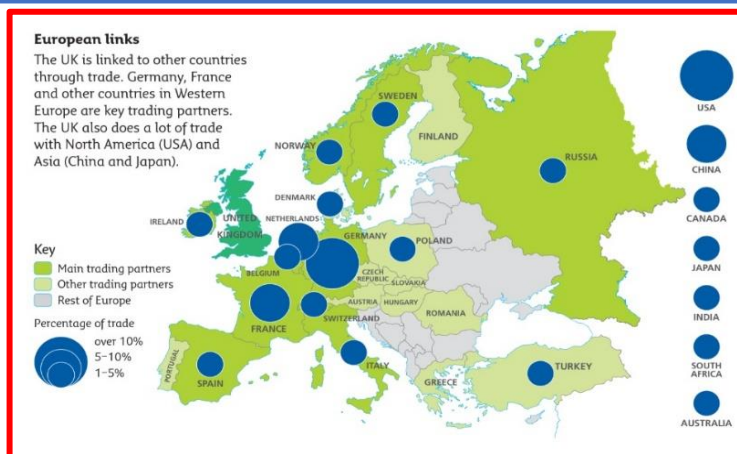 European links
The UK is linked to other countries
through trade. Germany, France
and other countries in Western
Europe are key trading partners.
The UK also does a lot of trade
with North America (USA) and
Asia (China and Japan).
Key
Main trading partners
Other trading partners
Rest of Europe
Percentage of trade
over 10%
5–10%
1–5%
SWEDEN
FINLAND
NORWAY
RUSSIA
DENMARK
IRELAND
UNITED
KINGDOM
NETHERLANDS
GERMANY
POLAND
BELGIUM
CZECH
REPUBLIC
SLOVAKIA
AUSTRIA
HUNGARY
FRANCE
SWITZERLAND
ROMANIA
PORTUGAL
SPAIN
ITALY
GREECE
TURKEY
USA
CHINA
CANADA
JAPAN
INDIA
SOUTH
AFRICA
AUSTRALIA